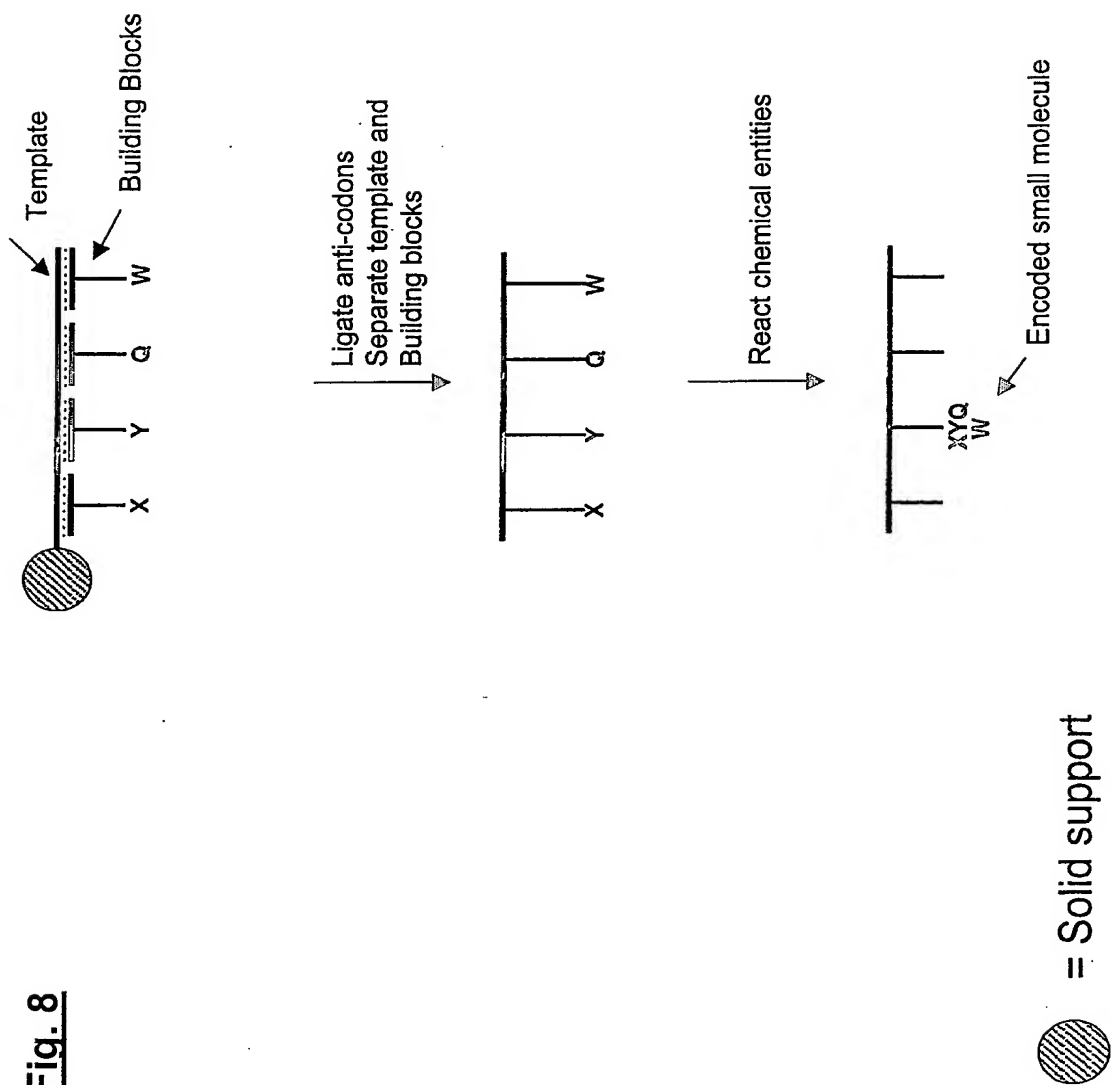 Fig. 8
Template
Building Blocks
X Y Q W
Ligate anti-codons
Separate template and
Building blocks
X Y Q W
React chemical entities
XYQ
W
Encoded small molecule
= Solid support